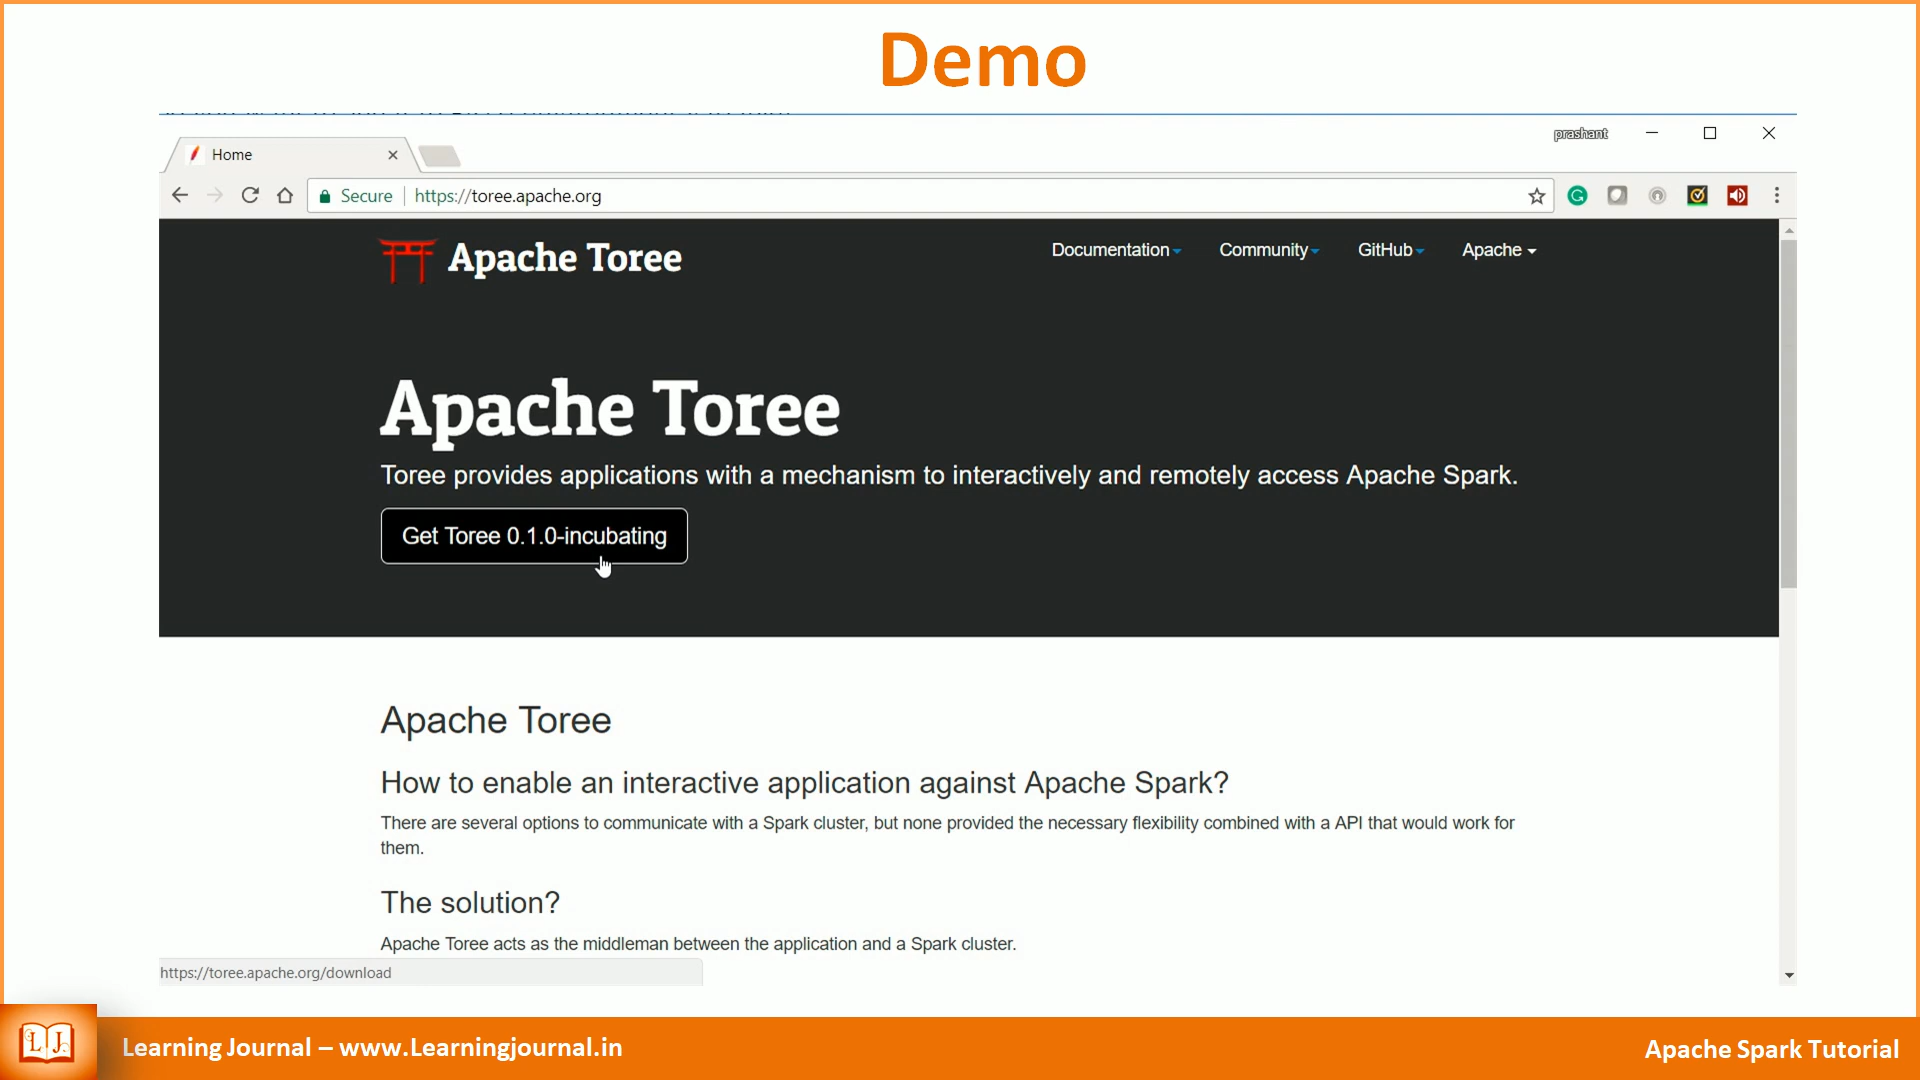 Demo
prashant
Home
Secure
https://toree.apache.org
Apache Toree
Documentation
Community
GitHub
Apache
Apache Toree
Toree provides applications with a mechanism to interactively and remotely access Apache Spark.
Get Toree 0.1.0-incubating
Apache Toree
How to enable an interactive application against Apache Spark?
There are several options to communicate with a Spark cluster, but none provided the necessary flexibility combined with a API that would work for
them.
The solution?
Apache Toree acts as the middleman between the application and a Spark cluster.
https://toree.apache.org/download
LJ
Learning Journal – www.Learningjournal.in
Apache Spark Tutorial